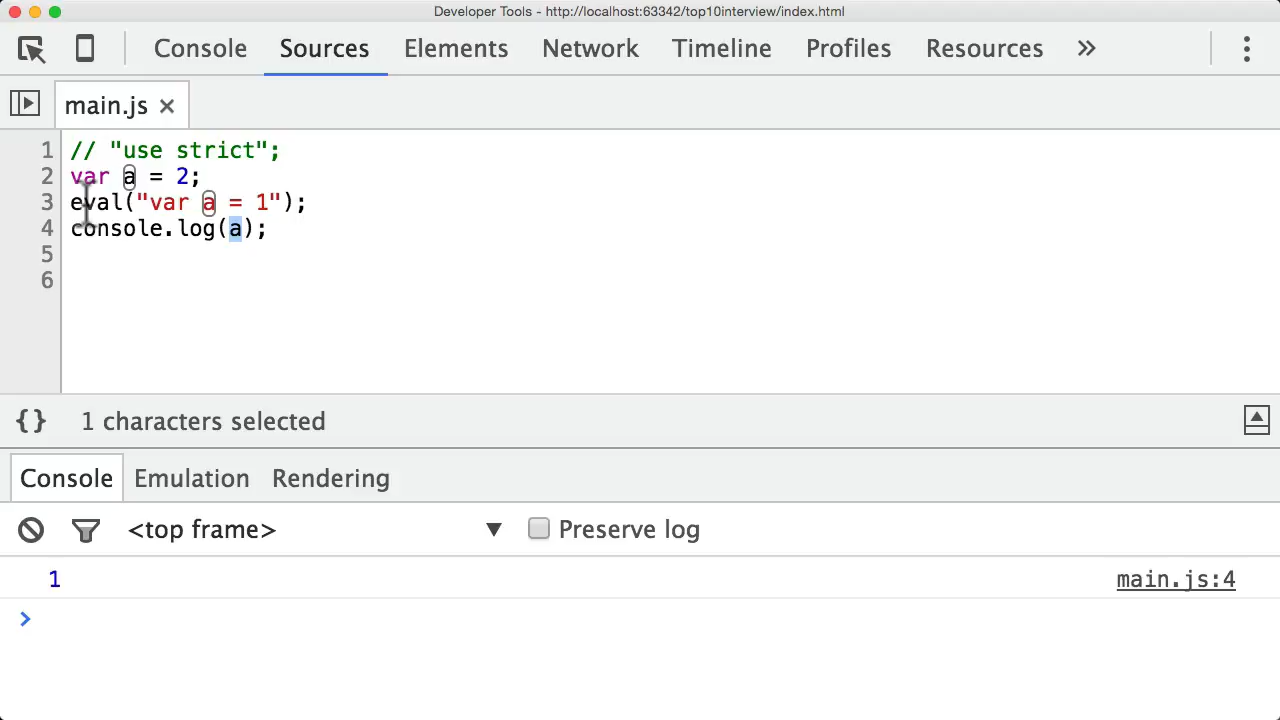 Developer Tools - http://localhost:63342/top10interview/index.html
Console Sources Elements Network Timeline Profiles Resources »
main.js ×
1 // "use strict";
2 var a = 2;
3 eval("var a = 1");
4 console.log(a);
5
6
{} 1 characters selected
Console Emulation Rendering
<top frame> ▼ Preserve log
1 main.js:4
>